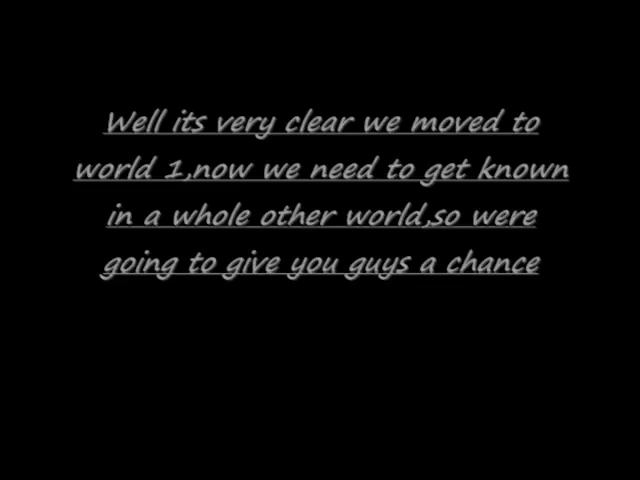 Well its very clear we moved to
world 1,now we need to get known
in a whole other world,so were
going to give you guys a chance